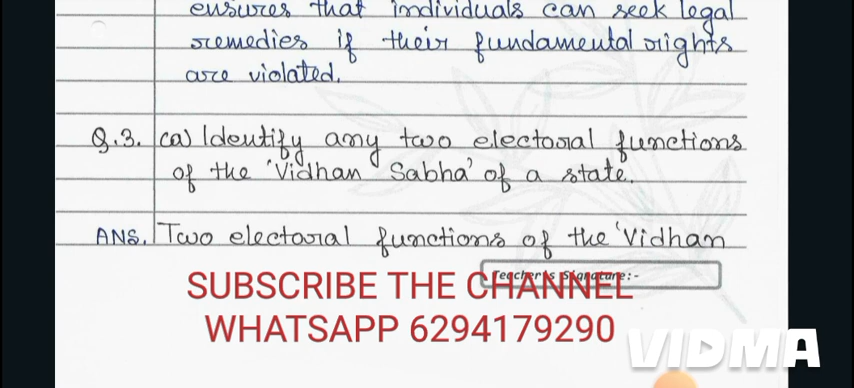 ensures that individuals can seek legal
remedies if their fundamental rights
are violated.
Q.3. (a) Identify any two electoral functions
of the 'Vidhan Sabha' of a state.
ANS. Two electoral functions of the 'Vidhan
Teacher's Signature:-
SUBSCRIBE THE CHANNEL
WHATSAPP 6294179290
VIDMA